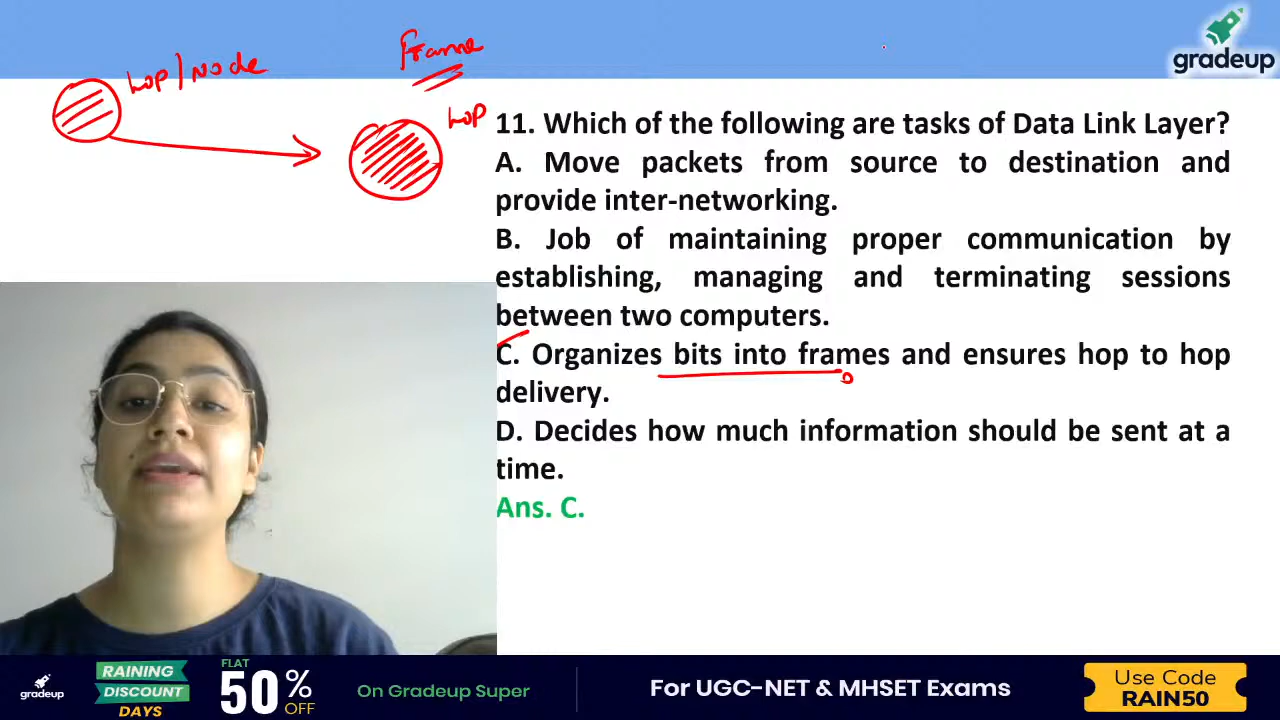 hop/Node
Frame
hop
gradeup
11. Which of the following are tasks of Data Link Layer?
A. Move packets from source to destination and
provide inter-networking.
B. Job of maintaining proper communication by
establishing, managing and terminating sessions
between two computers.
C. Organizes bits into frames and ensures hop to hop
delivery.
D. Decides how much information should be sent at a
time.
Ans. C.
gradeup
RAINING
DISCOUNT
DAYS
FLAT
50% OFF
On Gradeup Super
For UGC-NET & MHSET Exams
Use Code
RAIN50